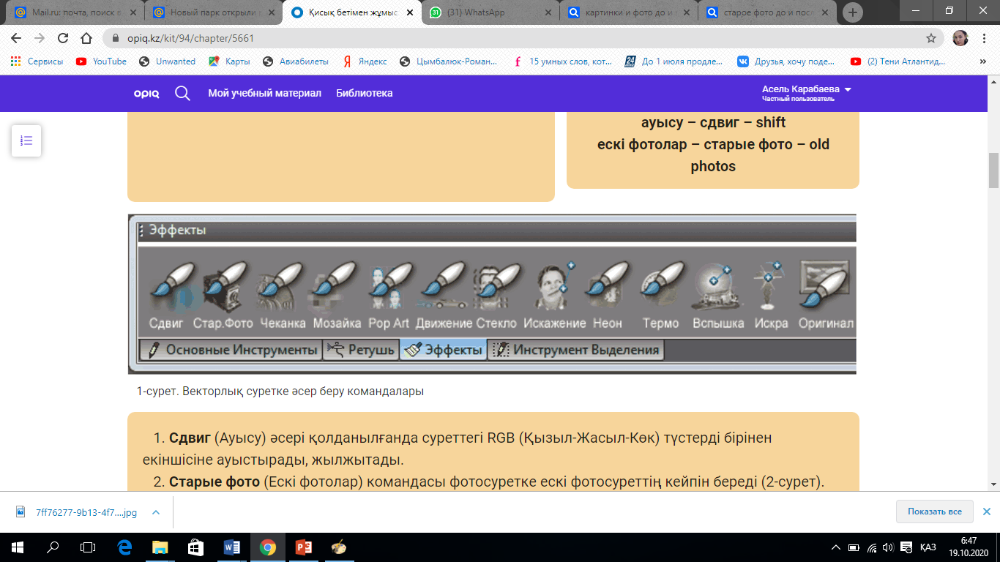 Mail.ru: почта, поиск в
Новый парк открыли в
Қисық бетімен жұмыс
(31) WhatsApp
картинки и фото до и п
старое фото до и посл
opiq.kz/kit/94/chapter/5661
Сервисы
YouTube
Unwanted
Карты
Авиабилеты
Яндекс
Цымбалюк-Роман...
15 умных слов, кот...
До 1 июля продле...
Друзья, хочу поде...
(2) Тени Атлантид...
opiq
Мой учебный материал
Библиотека
Асель Карабаева
Частный пользователь
ауысу – сдвиг – shift
ескі фотолар – старые фото – old
photos
Эффекты
Сдвиг Стар.Фото Чеканка Мозайка Pop Art Движение Стекло Искажение Неон Термо Вспышка Искра Оригинал
Основные Инструменты Ретушь Эффекты Инструмент Выделения
1-сурет. Векторлық суретке әсер беру командалары
1. Сдвиг (Ауысу) әсері қолданылғанда суреттегі RGB (Қызыл-Жасыл-Көк) түстерді бірінен
екіншісіне ауыстырады, жылжытады.
2. Старые фото (Ескі фотолар) командасы фотосуретке ескі фотосуреттің кейпін береді (2-сурет).
7ff76277-9b13-4f7....jpg
Показать все
ҚАЗ
6:47
19.10.2020